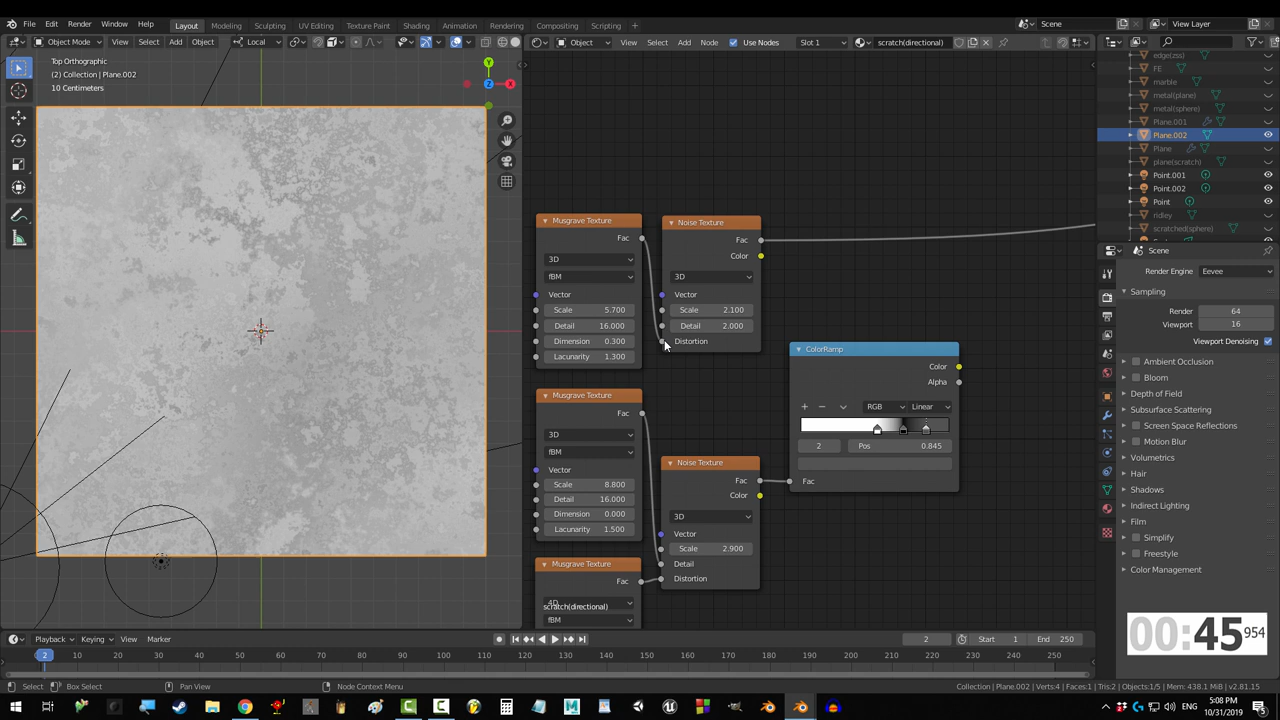 File Edit Render Window Help Layout Modeling Sculpting UV Editing Texture Paint Shading Animation Rendering Compositing Scripting + Scene View Layer
Object Mode View Select Add Object Local Object View Select Add Node Use Nodes Slot 1 scratch(directional)
Top Orthographic
(2) Collection | Plane.002
10 Centimeters
Y
Z X
Musgrave Texture
Fac
3D
fBM
Vector
Scale 5.700
Detail 16.000
Dimension 0.300
Lacunarity 1.300
Noise Texture
Fac
Color
3D
Vector
Scale 2.100
Detail 2.000
Distortion
ColorRamp
Color
Alpha
RGB Linear
2 Pos 0.845
Fac
Musgrave Texture
Fac
3D
fBM
Vector
Scale 8.800
Detail 16.000
Dimension 0.000
Lacunarity 1.500
Noise Texture
Fac
Color
3D
Vector
Scale 2.900
Detail
Distortion
Musgrave Texture
Fac
4D
scratch(directional)
fBM
edge(zss)
FE
marble
metal(plane)
metal(sphere)
Plane.001
Plane.002
Plane
plane(scratch)
Point.001
Point.002
Point
ridley
scratched(sphere)
Scene
Render Engine Eevee
Sampling
Render 64
Viewport 16
Viewport Denoising
Ambient Occlusion
Bloom
Depth of Field
Subsurface Scattering
Screen Space Reflections
Motion Blur
Volumetrics
Hair
Shadows
Indirect Lighting
Film
Simplify
Freestyle
Color Management
00:45 954
Playback Keying View Marker 2 Start 1 End 250
2 10 20 30 40 50 60 70 80 90 100 110 120 130 140 150 160 170 180 190 200 210 220 230 240 250
Select Box Select Pan View Node Context Menu Collection | Plane.002 | Verts:4 | Faces:1 | Tris:2 | Objects:1/5 | Mem: 438.1 MiB | v2.81.15
5:08 PM
10/31/2019